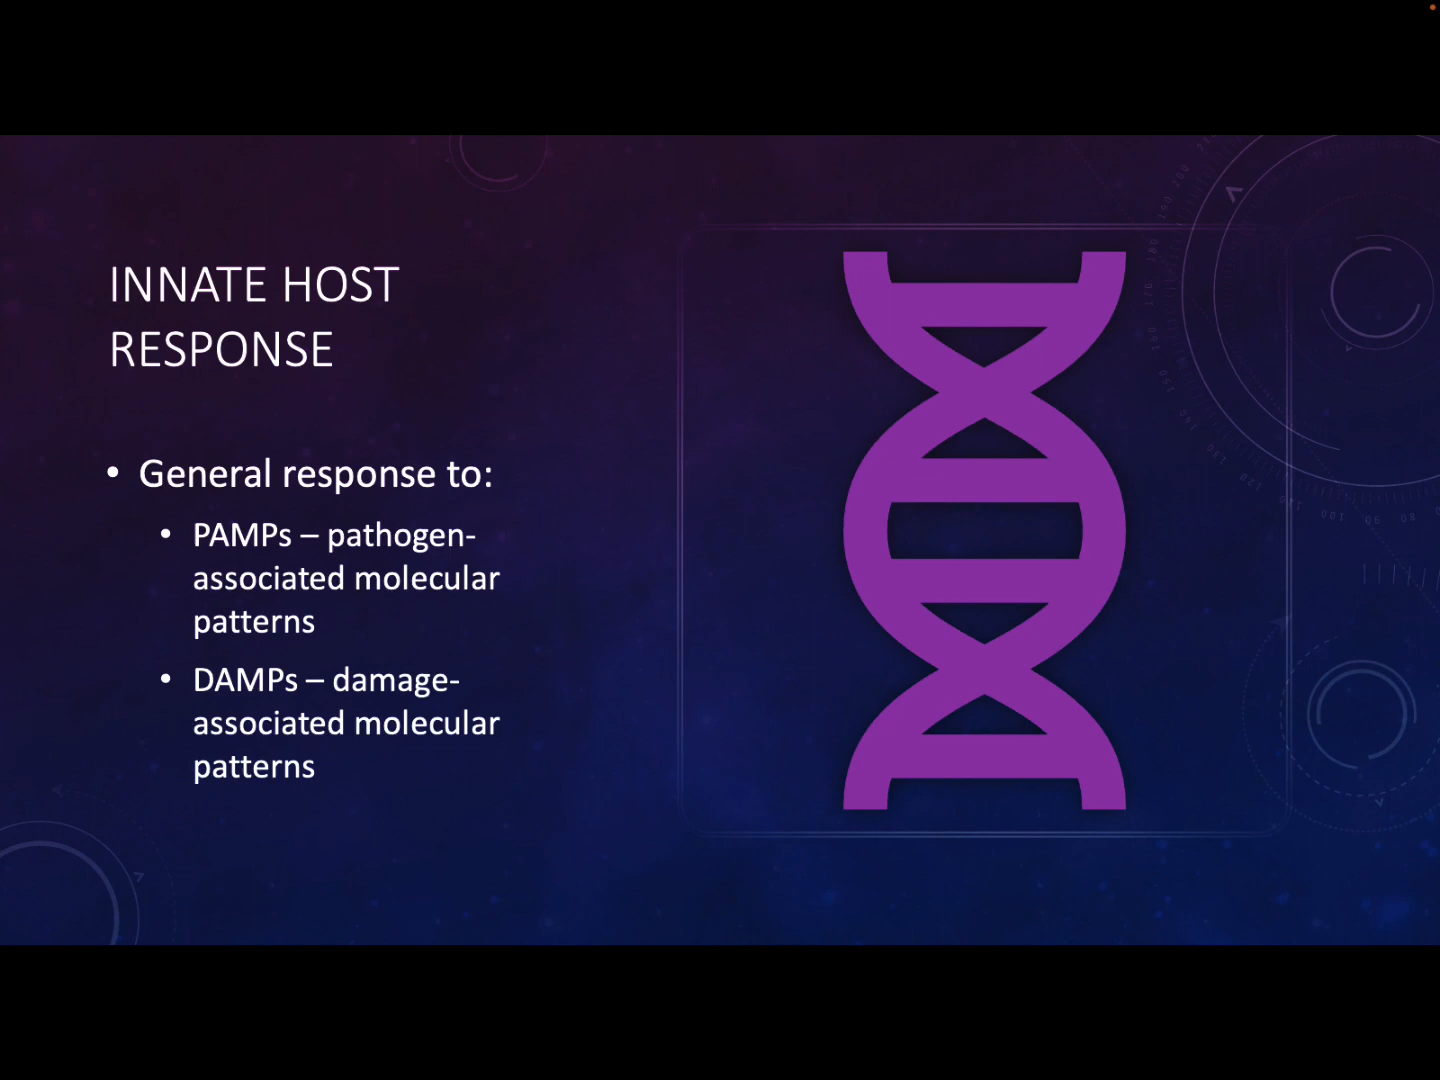 INNATE HOST
RESPONSE
• General response to:
• PAMPs – pathogen-
associated molecular
patterns
• DAMPs – damage-
associated molecular
patterns